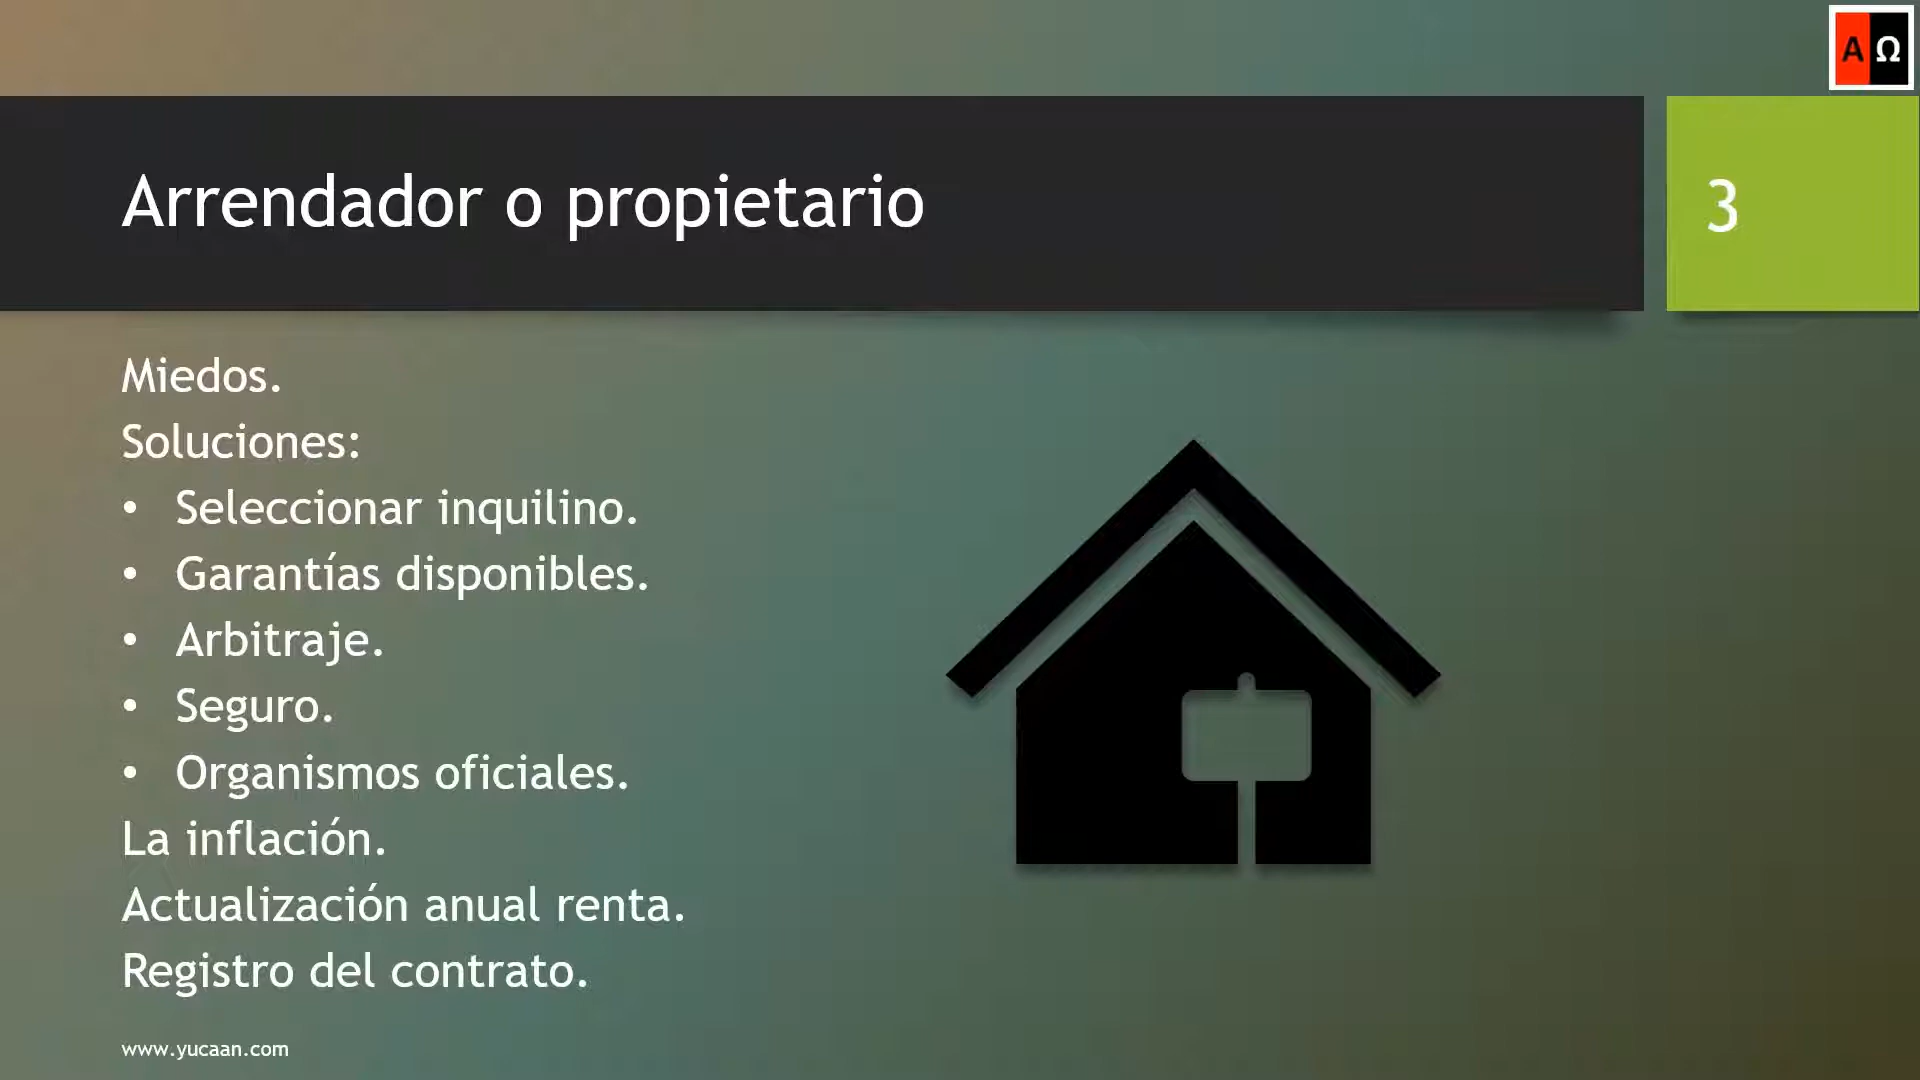 A Ω
Arrendador o propietario
3
Miedos.
Soluciones:
• Seleccionar inquilino.
• Garantías disponibles.
• Arbitraje.
• Seguro.
• Organismos oficiales.
La inflación.
Actualización anual renta.
Registro del contrato.
www.yucaan.com